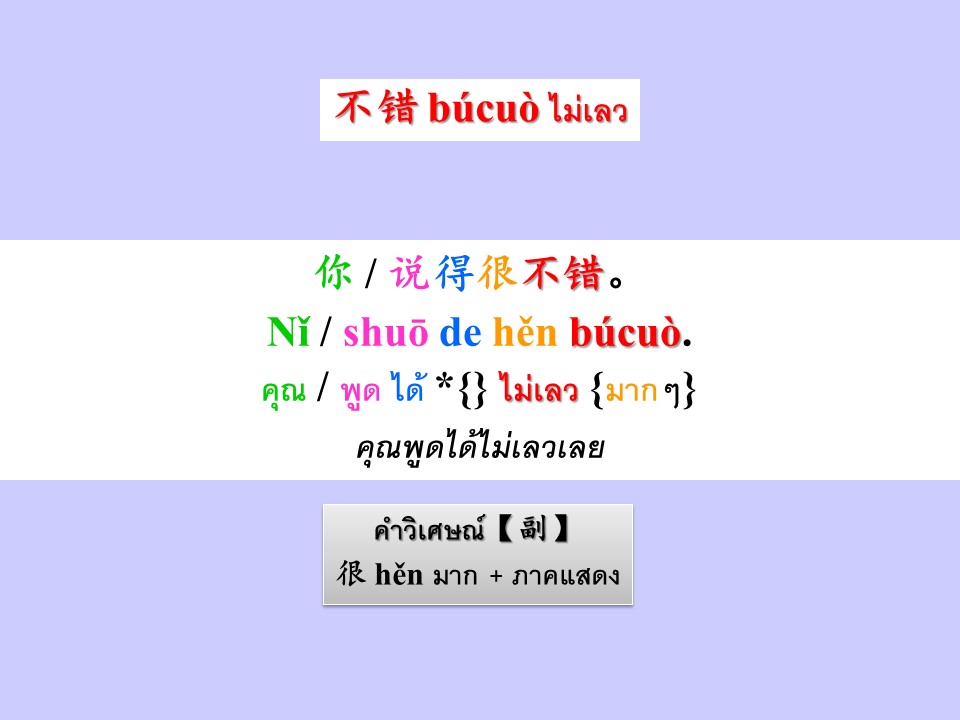 不错 búcuò ไม่เลว
你 / 说得很不错。
Nǐ / shuō de hěn búcuò.
คุณ / พูด ได้ *{} ไม่เลว {มาก ๆ}
คุณพูดได้ไม่เลวเลย
คำวิเศษณ์【副】
很 hěn มาก + ภาคแสดง